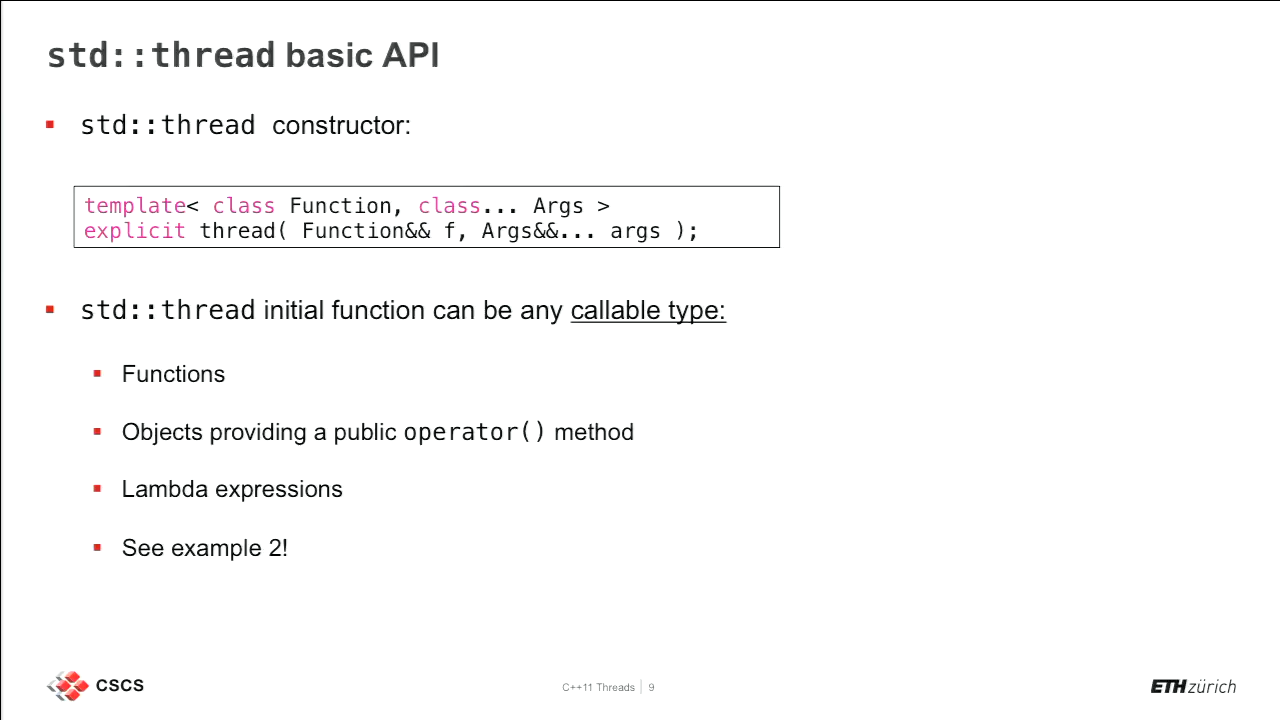 std::thread basic API
std::thread constructor:
template< class Function, class... Args >
explicit thread( Function&& f, Args&&... args );
std::thread initial function can be any callable type:
Functions
Objects providing a public operator() method
Lambda expressions
See example 2!
CSCS
C++11 Threads | 9
ETH zürich